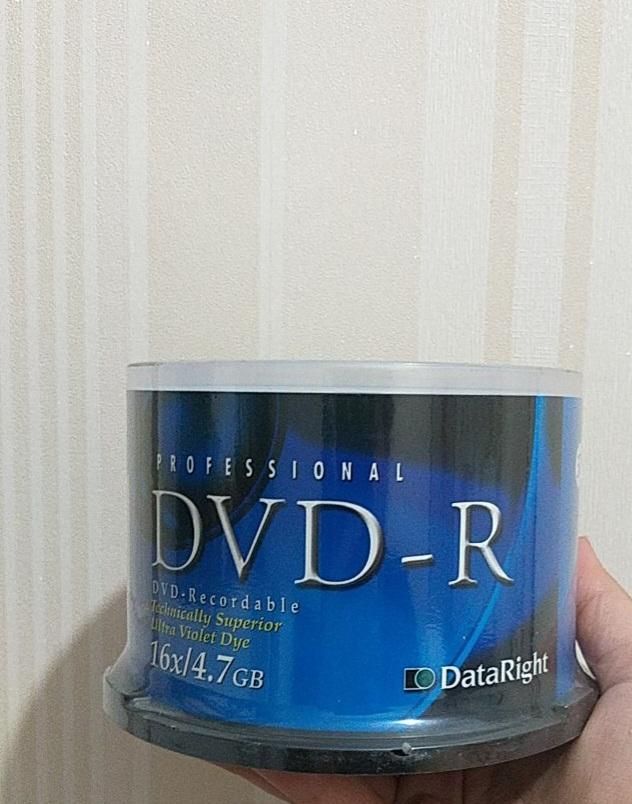 PROFESSIONAL
DVD-R
DVD-Recordable
Technically Superior
Ultra Violet Dye
16x/4.7GB
DataRight